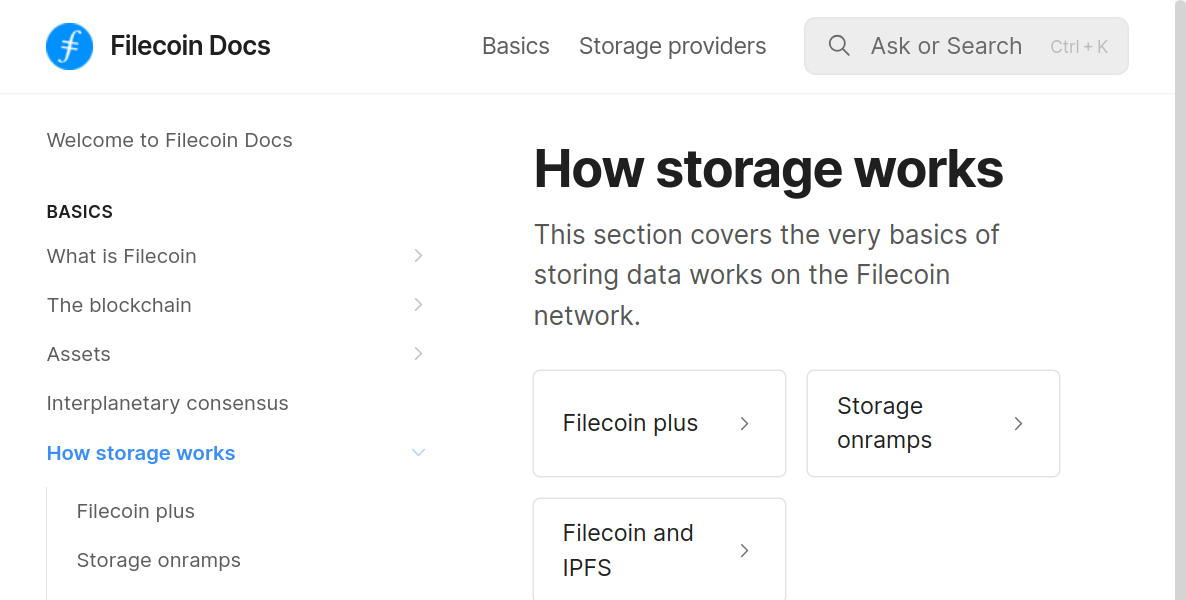 Filecoin Docs
Basics
Storage providers
Ask or Search
Ctrl + K
Welcome to Filecoin Docs
BASICS
What is Filecoin
The blockchain
Assets
Interplanetary consensus
How storage works
Filecoin plus
Storage onramps
How storage works
This section covers the very basics of
storing data works on the Filecoin
network.
Filecoin plus
Storage
onramps
Filecoin and
IPFS